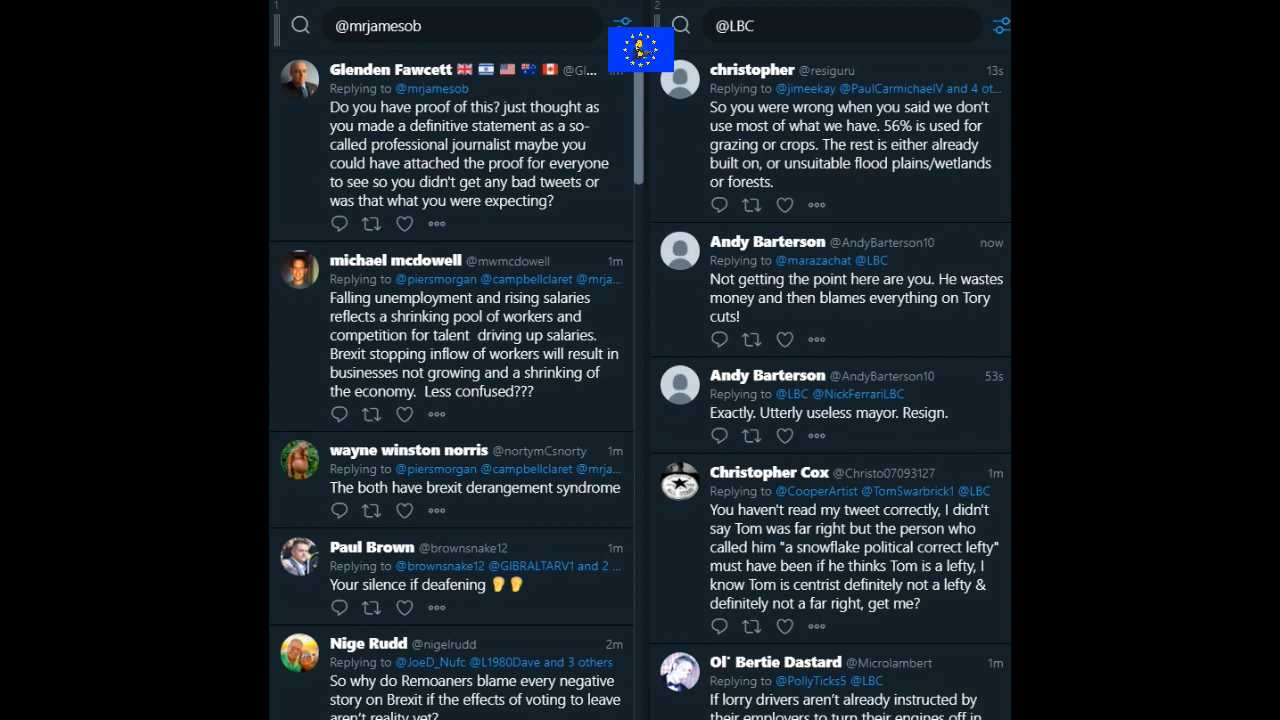 1
@mrjamesob
Glenden Fawcett @Gl...
Replying to @mrjamesob
Do you have proof of this? just thought as
you made a definitive statement as a so-
called professional journalist maybe you
could have attached the proof for everyone
to see so you didn't get any bad tweets or
was that what you were expecting?
michael mcdowell @mwmcdowell 1m
Replying to @piersmorgan @campbellclaret @mrja...
Falling unemployment and rising salaries
reflects a shrinking pool of workers and
competition for talent driving up salaries.
Brexit stopping inflow of workers will result in
businesses not growing and a shrinking of
the economy. Less confused???
wayne winston norris @nortymCsnorty 1m
Replying to @piersmorgan @campbellclaret @mrja...
The both have brexit derangement syndrome
Paul Brown @brownsnake12 1m
Replying to @brownsnake12 @GIBRALTARV1 and 2 ...
Your silence if deafening
Nige Rudd @nigelrudd 2m
Replying to @JoeD_Nufc @L1980Dave and 3 others
So why do Remoaners blame every negative
story on Brexit if the effects of voting to leave
aren't reality yet?
2
@LBC
christopher @resiguru 13s
Replying to @jimeekay @PaulCarmichaelV and 4 ot...
So you were wrong when you said we don't
use most of what we have. 56% is used for
grazing or crops. The rest is either already
built on, or unsuitable flood plains/wetlands
or forests.
Andy Barterson @AndyBarterson10 now
Replying to @marazachat @LBC
Not getting the point here are you. He wastes
money and then blames everything on Tory
cuts!
Andy Barterson @AndyBarterson10 53s
Replying to @LBC @NickFerrariLBC
Exactly. Utterly useless mayor. Resign.
Christopher Cox @Christo07093127 1m
Replying to @CooperArtist @TomSwarbrick1 @LBC
You haven't read my tweet correctly, I didn't
say Tom was far right but the person who
called him "a snowflake political correct lefty"
must have been if he thinks Tom is a lefty, I
know Tom is centrist definitely not a lefty &
definitely not a far right, get me?
Ol' Bertie Dastard @Microlambert 1m
Replying to @PollyTicks5 @LBC
If lorry drivers aren't already instructed by
their employers to turn their engines off in